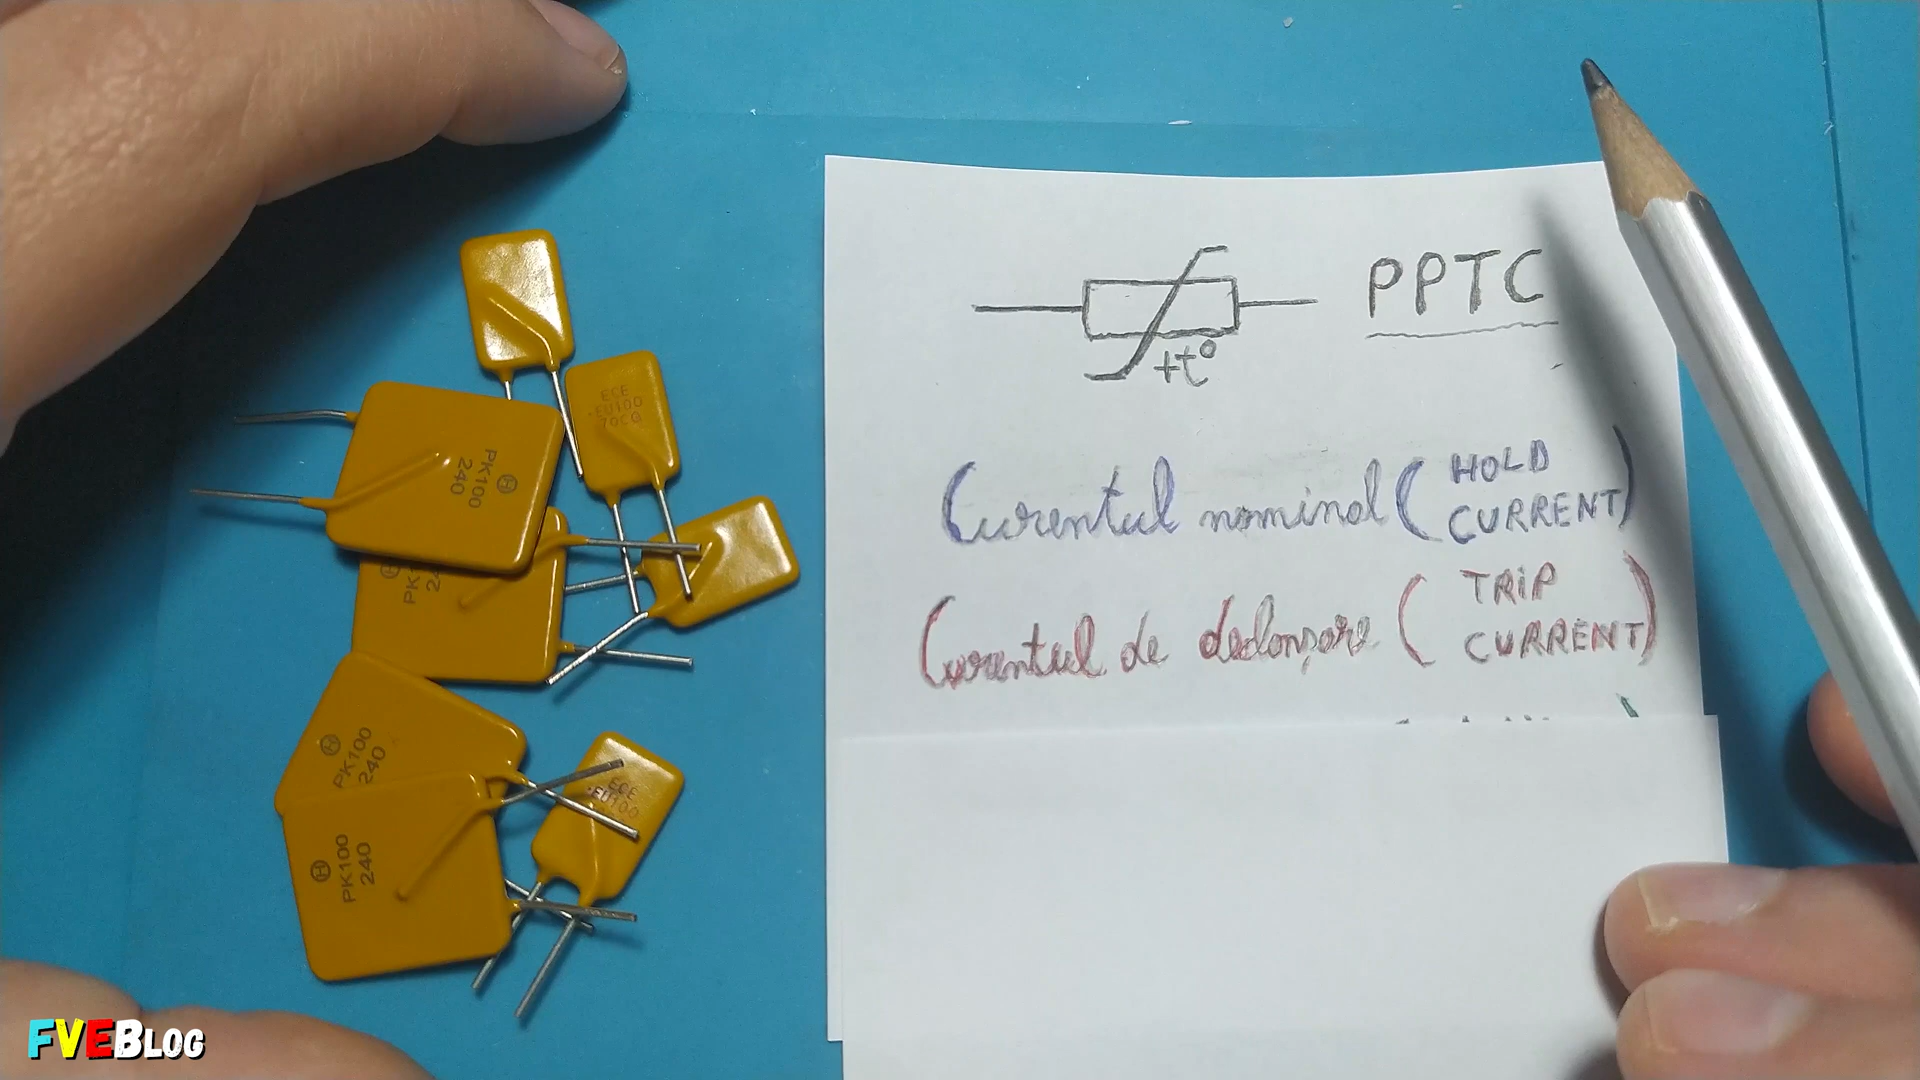 PPTC
+t°
Curentul nominal (HOLD CURRENT)
Curentul de declanșare (TRIP CURRENT)
ECE
EU100
PK100
240
PK100
240
PK100
240
ECE
EU100
FVEBLOG